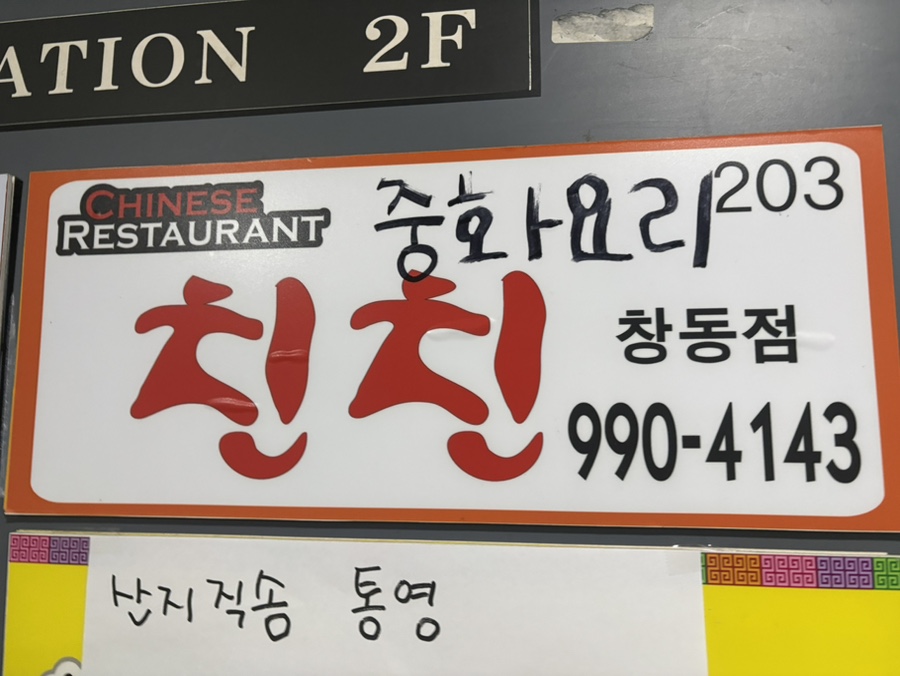 ATION 2F
CHINESE
RESTAURANT
중화요리 203
친친
창동점
990-4143
산지직송 통영